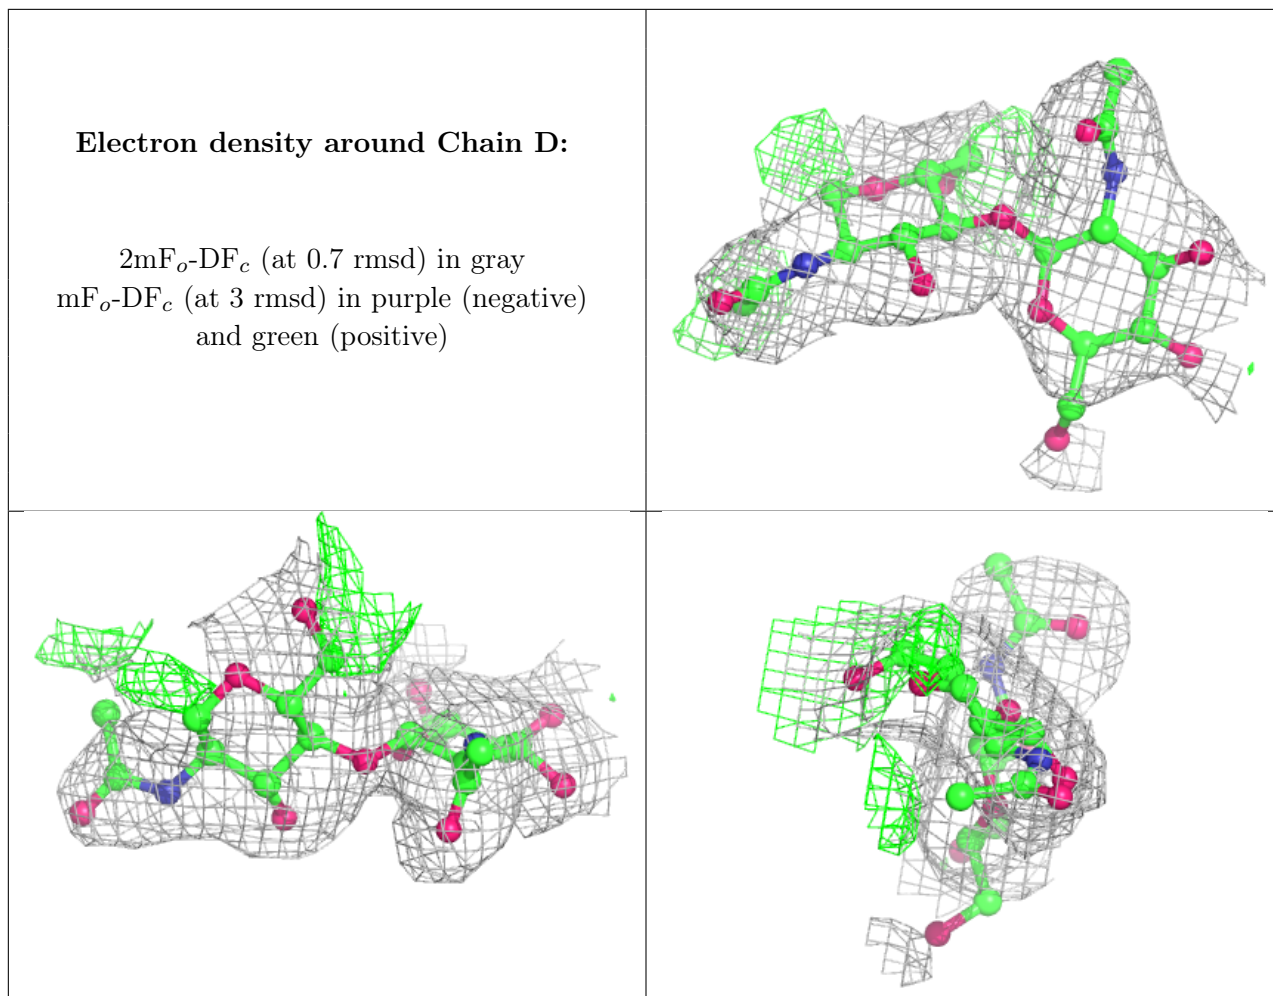 Electron density around Chain D:
2mFo-DFc (at 0.7 rmsd) in gray
mFo-DFc (at 3 rmsd) in purple (negative)
and green (positive)